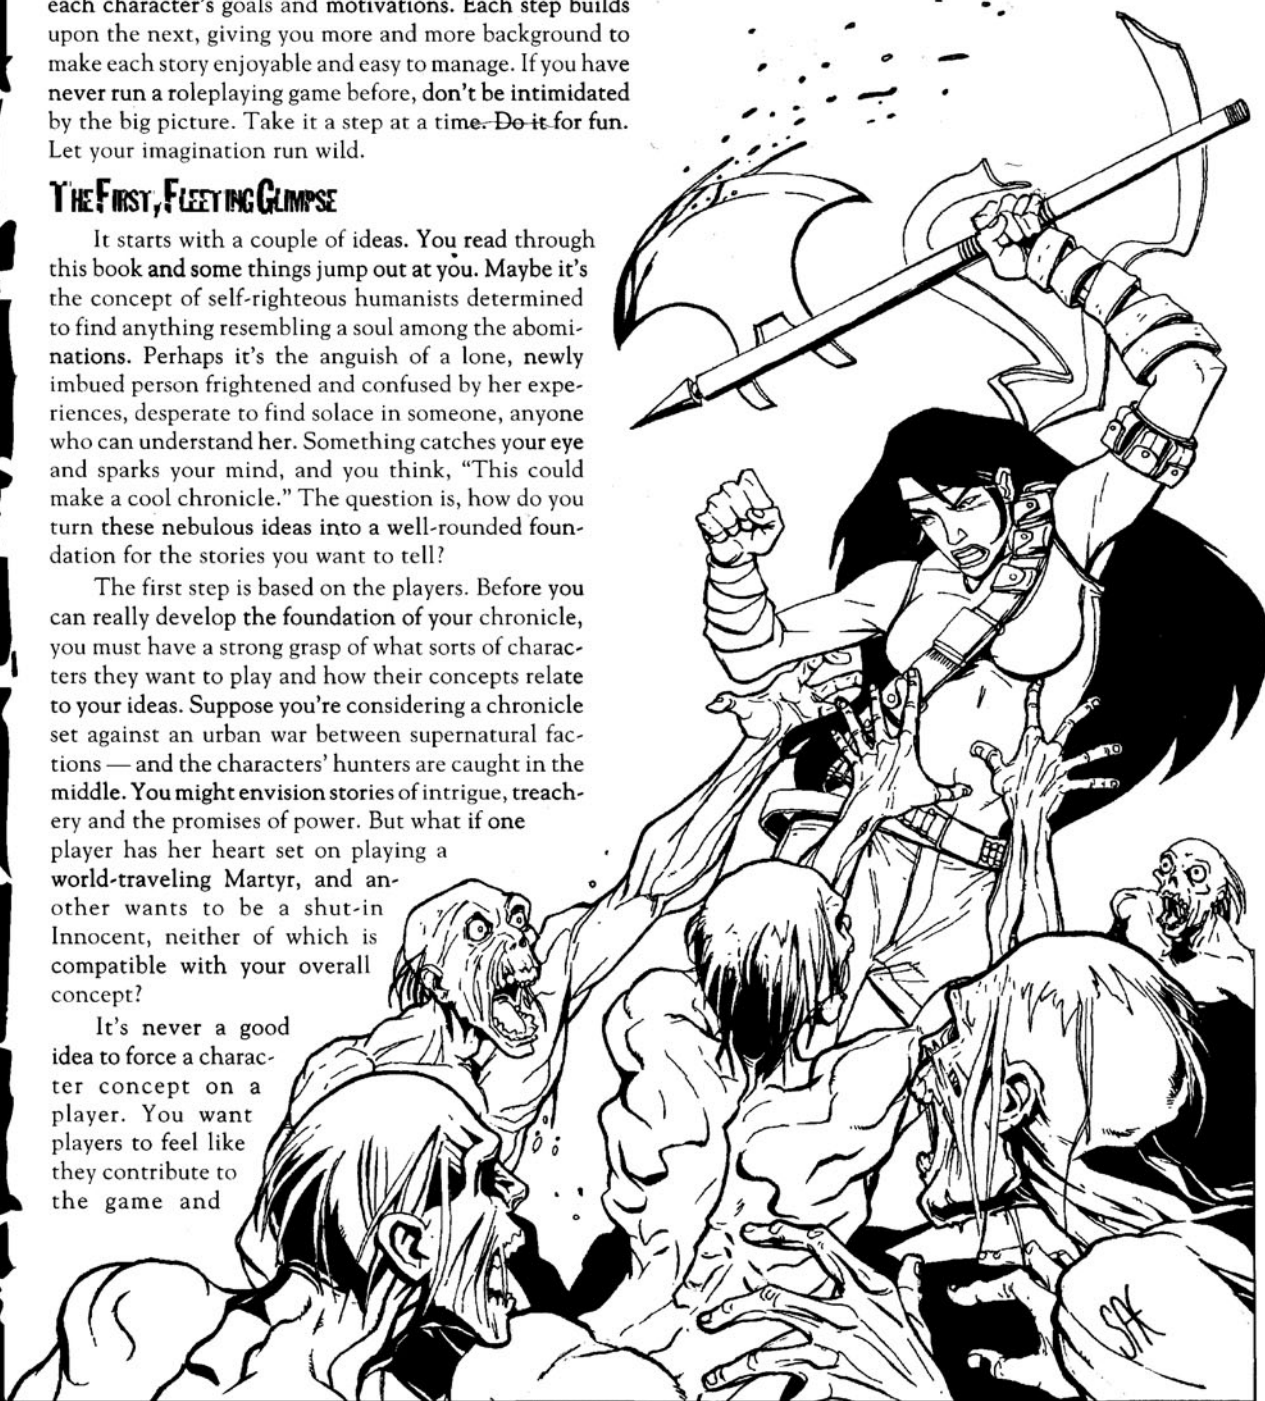 each character's goals and motivations. Each step builds
upon the next, giving you more and more background to
make each story enjoyable and easy to manage. If you have
never run a roleplaying game before, don't be intimidated
by the big picture. Take it a step at a time. Do it for fun.
Let your imagination run wild.
THE FIRST, FLEETING GLIMPSE
It starts with a couple of ideas. You read through
this book and some things jump out at you. Maybe it's
the concept of self-righteous humanists determined
to find anything resembling a soul among the abomi-
nations. Perhaps it's the anguish of a lone, newly
imbued person frightened and confused by her expe-
riences, desperate to find solace in someone, anyone
who can understand her. Something catches your eye
and sparks your mind, and you think, “This could
make a cool chronicle.” The question is, how do you
turn these nebulous ideas into a well-rounded foun-
dation for the stories you want to tell?
The first step is based on the players. Before you
can really develop the foundation of your chronicle,
you must have a strong grasp of what sorts of charac-
ters they want to play and how their concepts relate
to your ideas. Suppose you're considering a chronicle
set against an urban war between supernatural fac-
tions — and the characters' hunters are caught in the
middle. You might envision stories of intrigue, treach-
ery and the promises of power. But what if one
player has her heart set on playing a
world-traveling Martyr, and an-
other wants to be a shut-in
Innocent, neither of which is
compatible with your overall
concept?
It's never a good
idea to force a charac-
ter concept on a
player. You want
players to feel like
they contribute to
the game and